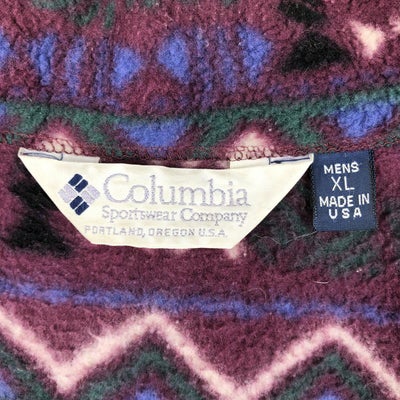 Columbia
Sportswear Company
PORTLAND, OREGON U.S.A.
MENS
XL
MADE IN
USA